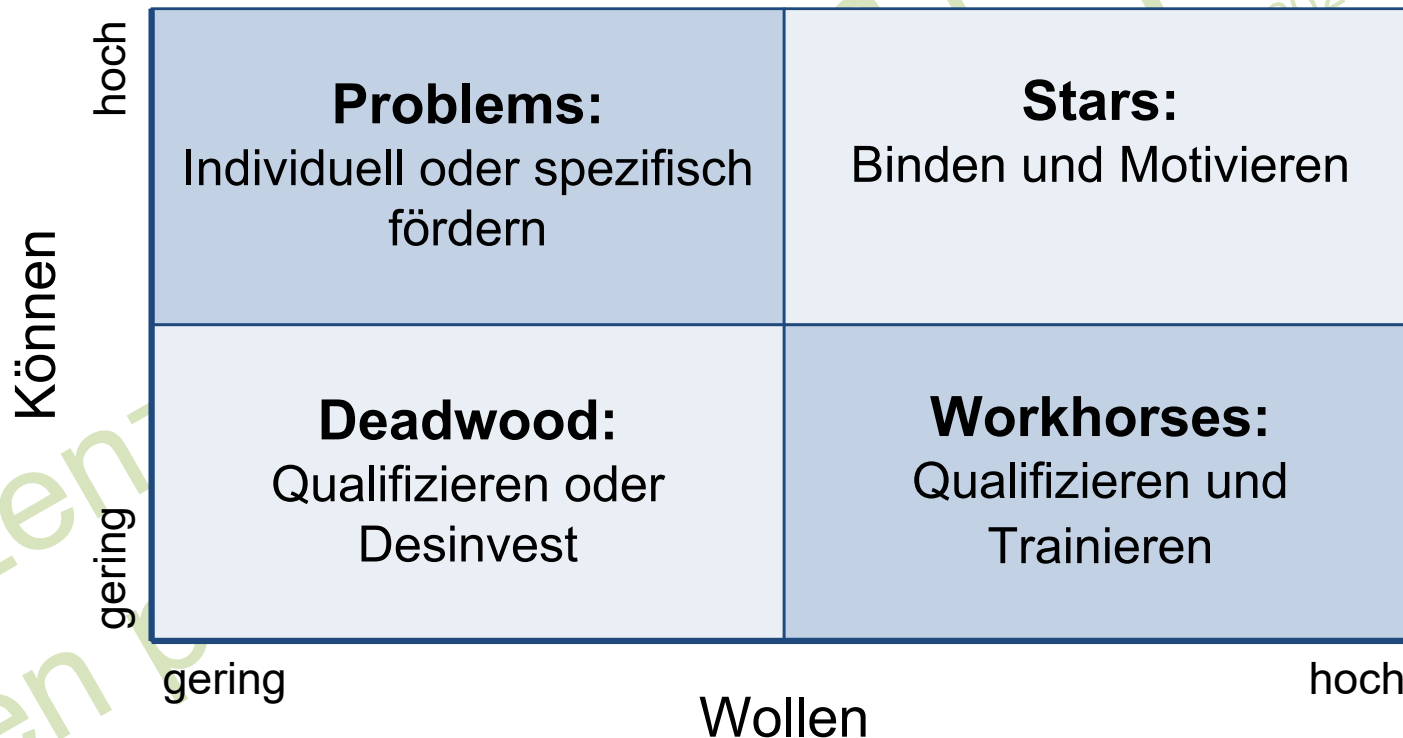 hoch
Problems:
Individuell oder spezifisch
fördern
Stars:
Binden und Motivieren
Können
Deadwood:
Qualifizieren oder
Desinvest
Workhorses:
Qualifizieren und
Trainieren
gering
gering
hoch
Wollen